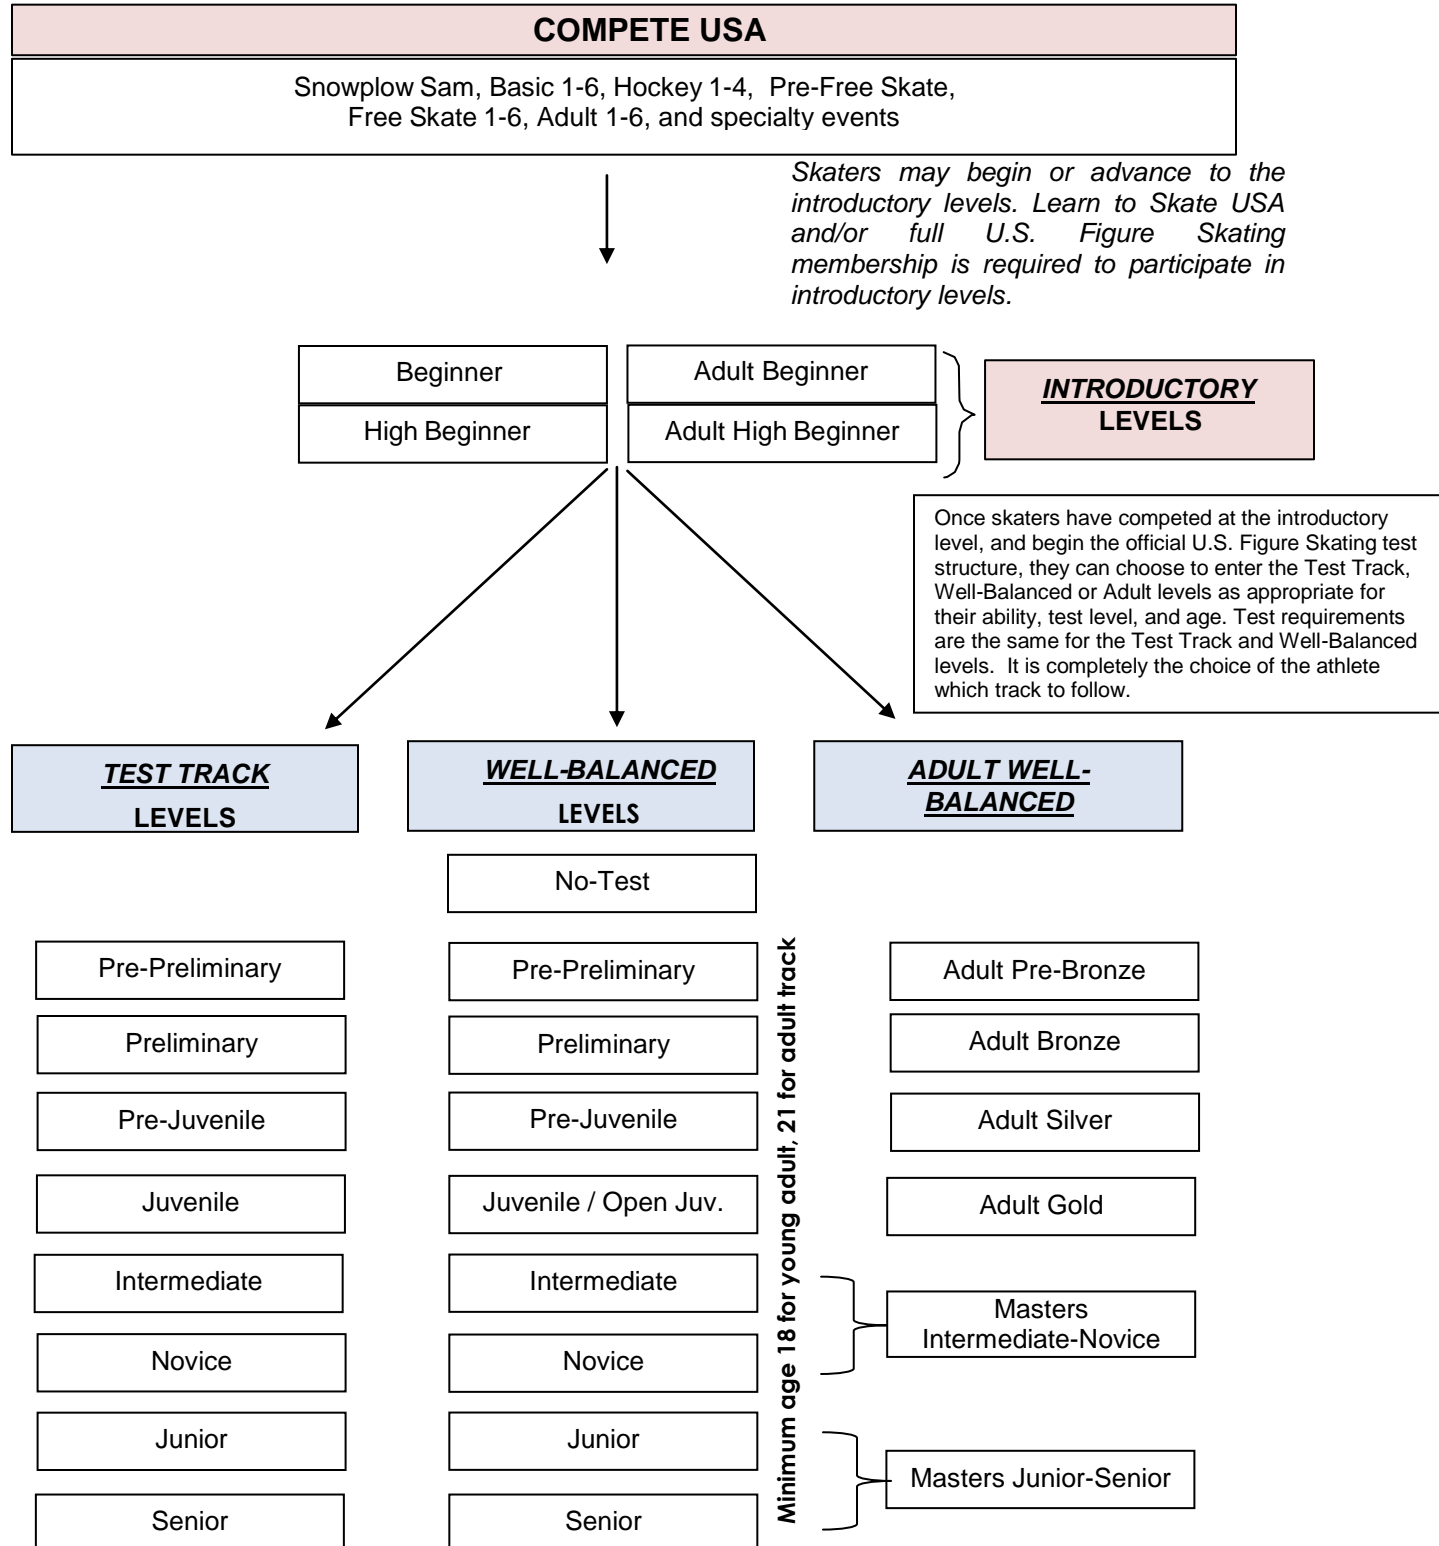 COMPETE USA
Snowplow Sam, Basic 1-6, Hockey 1-4, Pre-Free Skate,
Free Skate 1-6, Adult 1-6, and specialty events
Skaters may begin or advance to the
introductory levels. Learn to Skate USA
and/or full U.S. Figure Skating
membership is required to participate in
introductory levels.
Beginner
Adult Beginner
High Beginner
Adult High Beginner
INTRODUCTORY
LEVELS
Once skaters have competed at the introductory
level, and begin the official U.S. Figure Skating test
structure, they can choose to enter the Test Track,
Well-Balanced or Adult levels as appropriate for
their ability, test level, and age. Test requirements
are the same for the Test Track and Well-Balanced
levels. It is completely the choice of the athlete
which track to follow.
TEST TRACK
LEVELS
WELL-BALANCED
LEVELS
ADULT WELL-
BALANCED
No-Test
Pre-Preliminary
Pre-Preliminary
Adult Pre-Bronze
Preliminary
Preliminary
Adult Bronze
Pre-Juvenile
Pre-Juvenile
Adult Silver
Juvenile
Juvenile / Open Juv.
Adult Gold
Intermediate
Intermediate
Masters
Intermediate-Novice
Novice
Novice
Junior
Junior
Masters Junior-Senior
Senior
Senior
Minimum age 18 for young adult, 21 for adult track